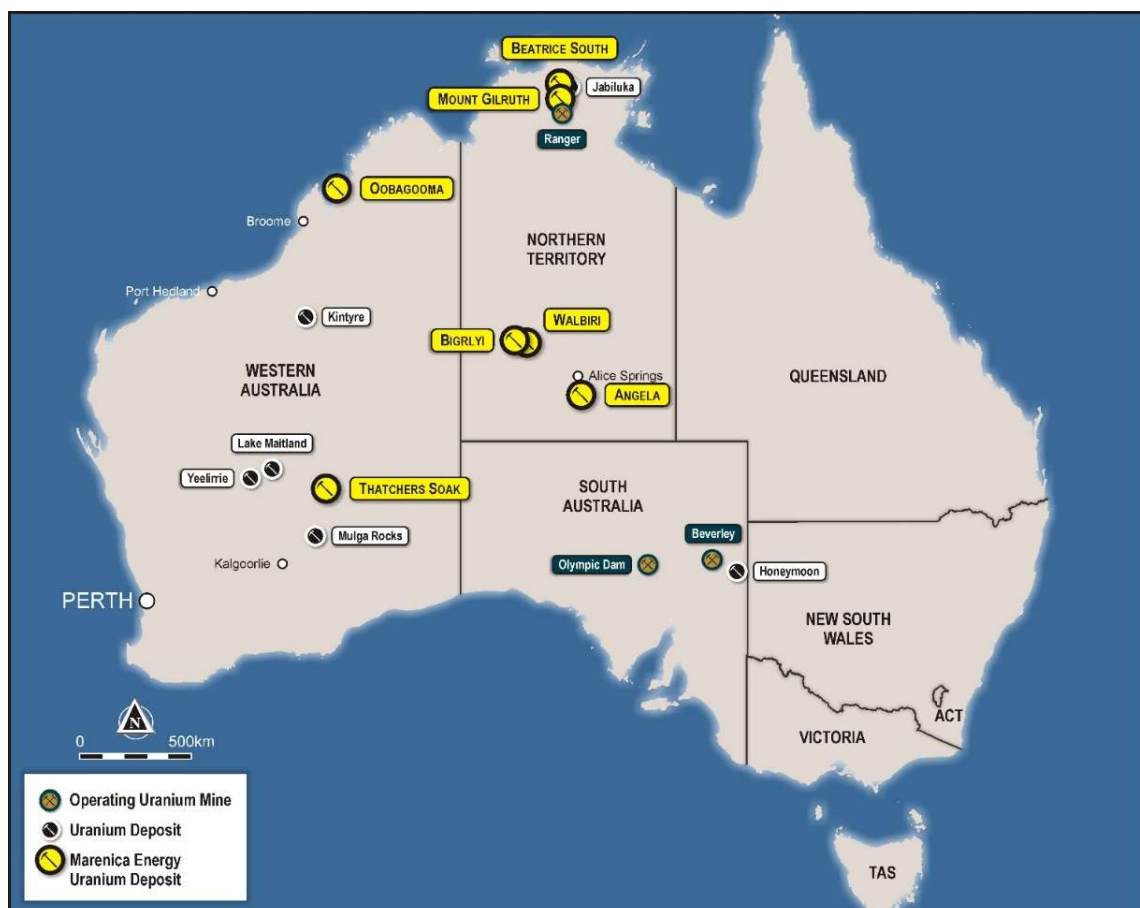 BEATRICE SOUTH
Jabiluka
MOUNT GILRUTH
Ranger
OOBAGOOMA
Broome
NORTHERN
TERRITORY
Port Hedland
Kintyre
WALBIRI
BIGRLYI
WESTERN
AUSTRALIA
Alice Springs
QUEENSLAND
ANGELA
Lake Maitland
Yeelirrie
THATCHERS SOAK
SOUTH
AUSTRALIA
Mulga Rocks
Beverley
Kalgoorlie
Olympic Dam
Honeymoon
PERTH
NEW SOUTH
WALES
N
ACT
0 500km
VICTORIA
Operating Uranium Mine
Uranium Deposit
Marenica Energy
Uranium Deposit
TAS